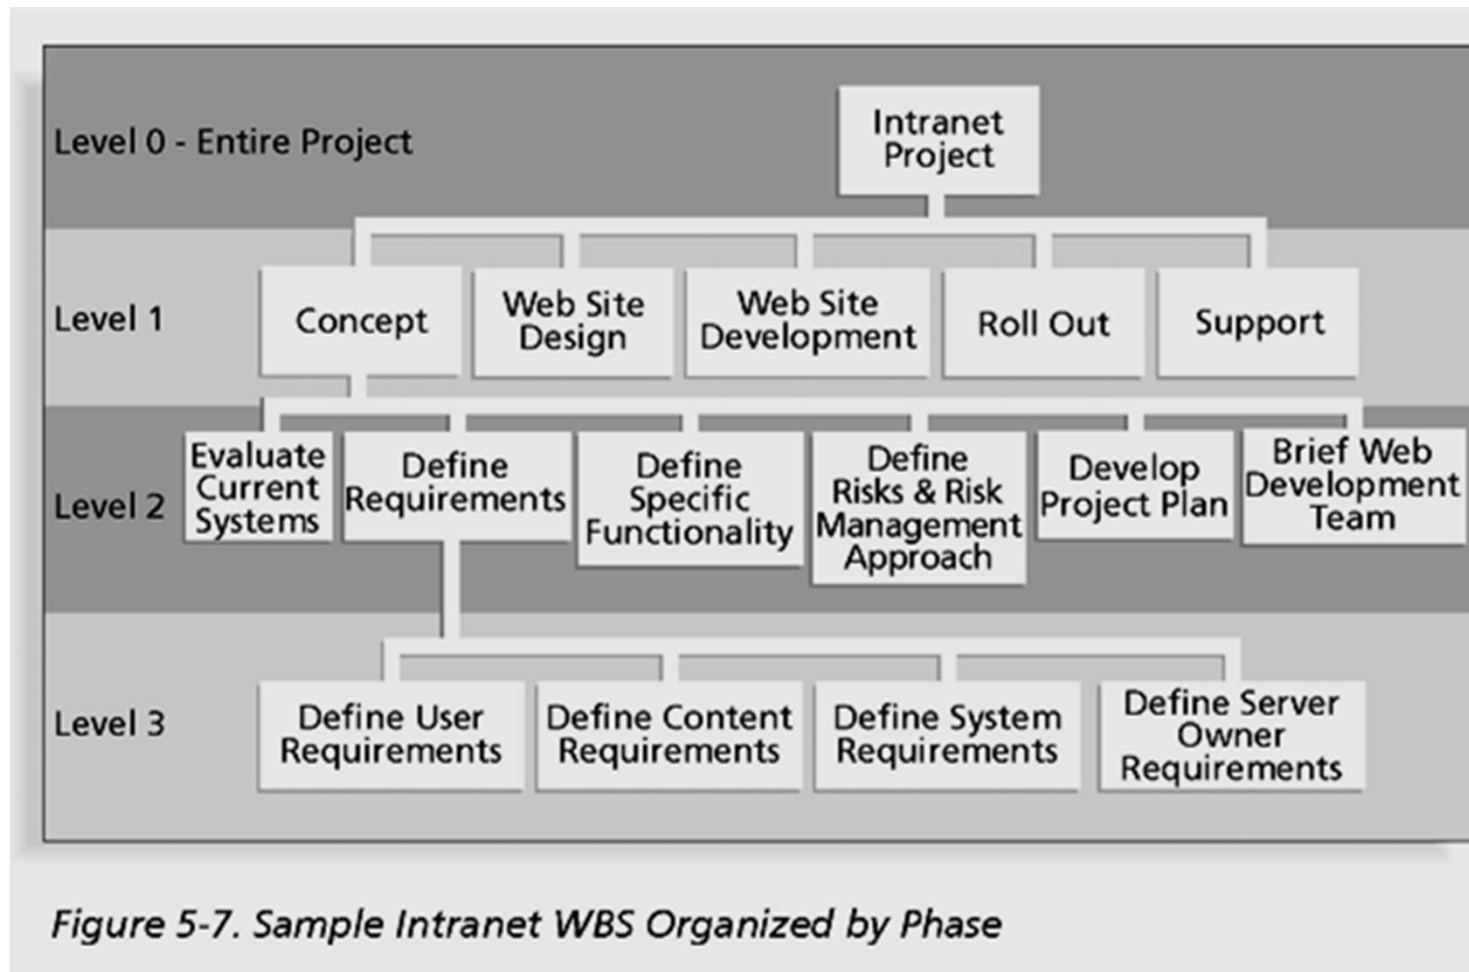 Level 0 - Entire Project
Intranet
Project
Level 1
Concept
Web Site
Design
Web Site
Development
Roll Out
Support
Level 2
Evaluate
Current
Systems
Define
Requirements
Define
Specific
Functionality
Define
Risks & Risk
Management
Approach
Develop
Project Plan
Brief Web
Development
Team
Level 3
Define User
Requirements
Define Content
Requirements
Define System
Requirements
Define Server
Owner
Requirements
Figure 5-7. Sample Intranet WBS Organized by Phase